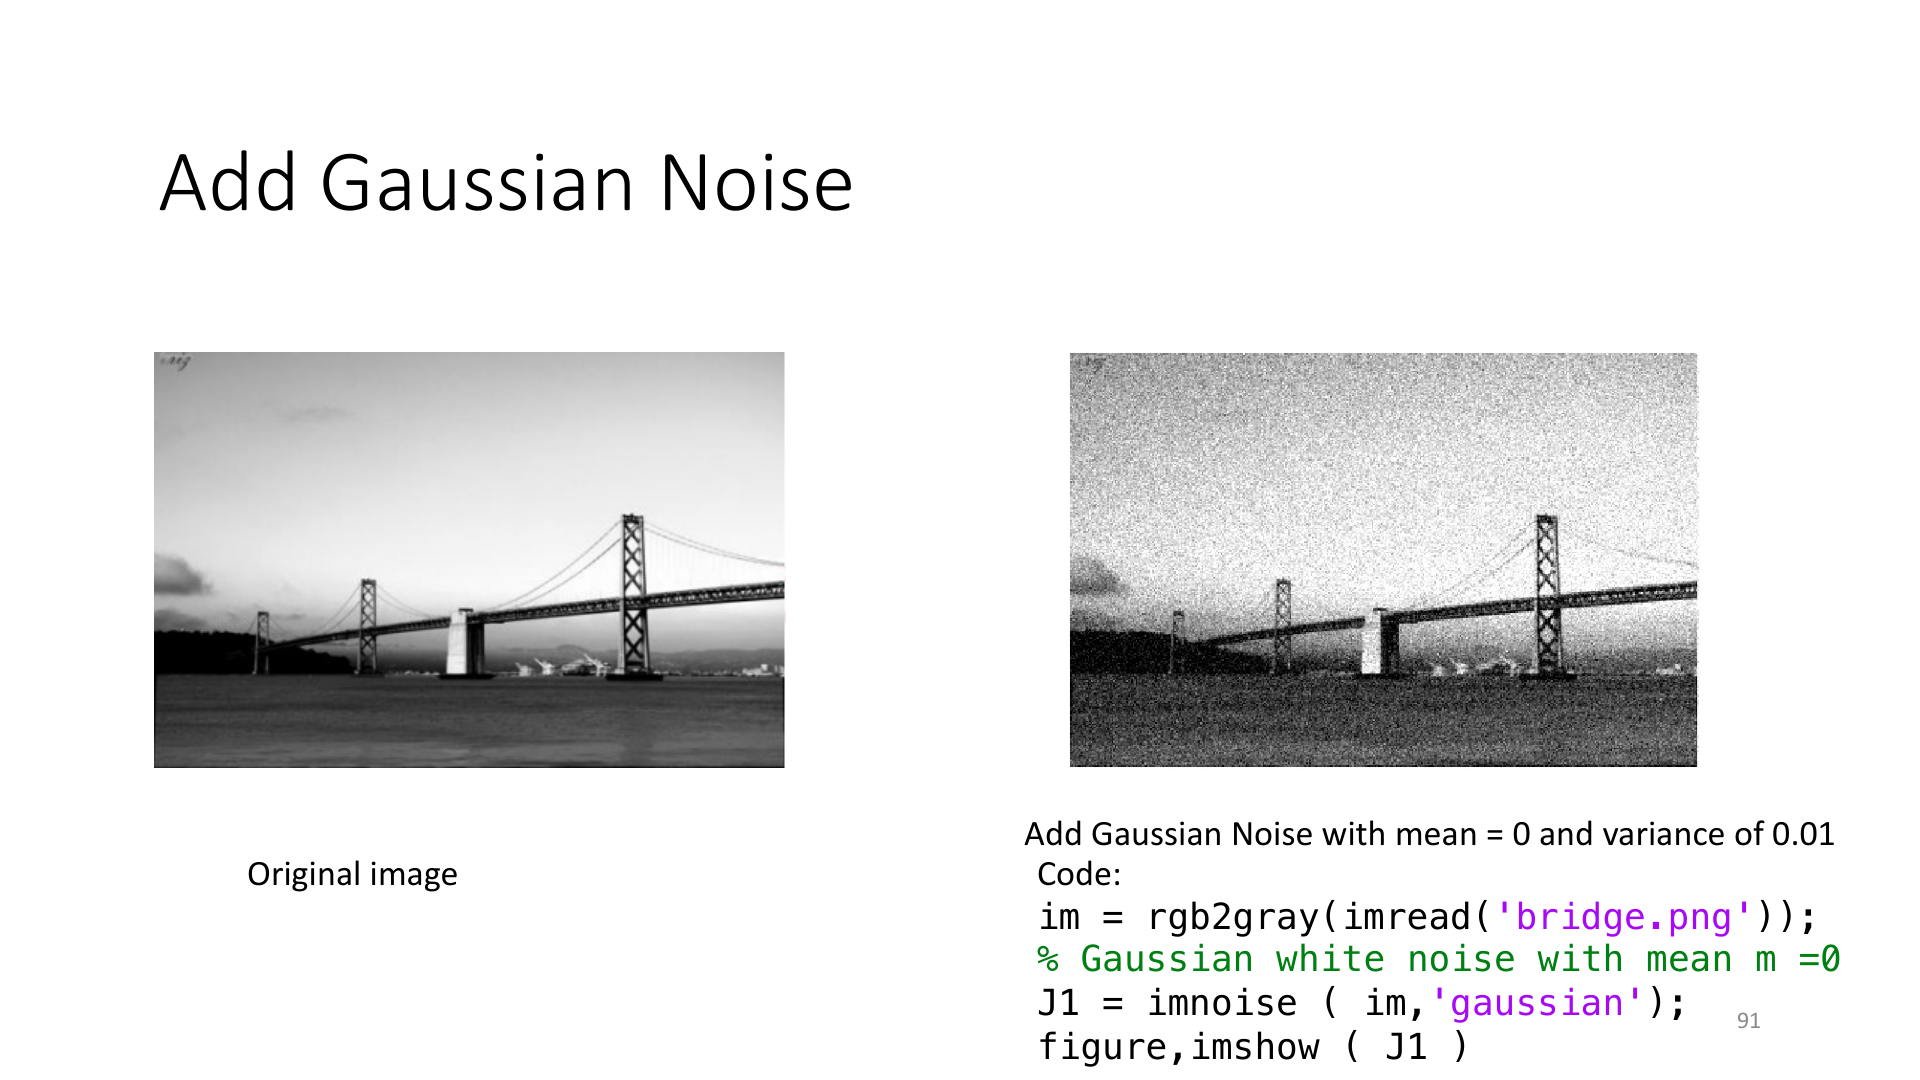 Add Gaussian Noise
Original image
Add Gaussian Noise with mean = 0 and variance of 0.01
Code:
im = rgb2gray(imread('bridge.png'));
% Gaussian white noise with mean m =0
J1 = imnoise ( im,'gaussian');
figure,imshow ( J1 )
91